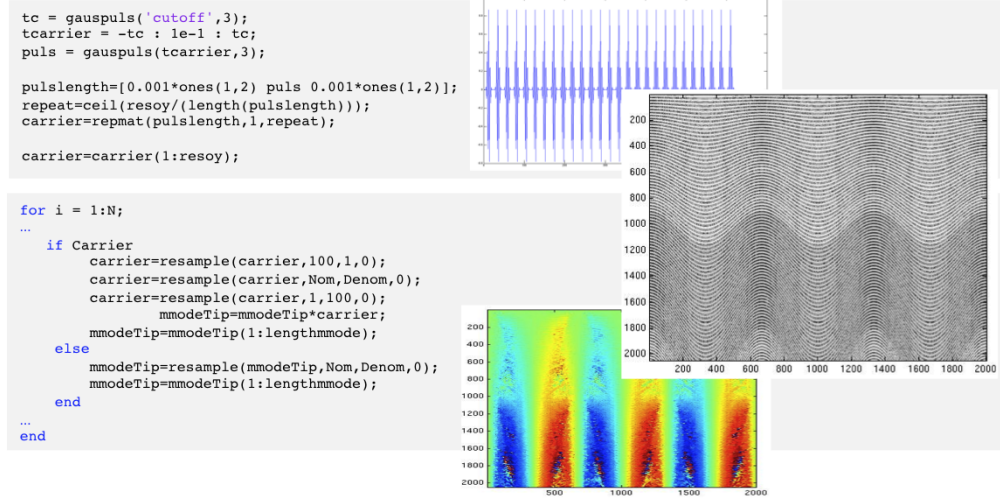 tc = gauspuls('cutoff',3);
tcarrier = -tc : 1e-1 : tc;
puls = gauspuls(tcarrier,3);
pulslength=[0.001*ones(1,2) puls 0.001*ones(1,2)];
repeat=ceil(resoy/(length(pulslength)));
carrier=repmat(pulslength,1,repeat);
carrier=carrier(1:resoy);
for i = 1:N;
...
if Carrier
carrier=resample(carrier,100,1,0);
carrier=resample(carrier,Nom,Denom,0);
carrier=resample(carrier,1,100,0);
mmodeTip=mmodeTip*carrier;
mmodeTip=mmodeTip(1:lengthmmode);
else
mmodeTip=resample(mmodeTip,Nom,Denom,0);
mmodeTip=mmodeTip(1:lengthmmode);
end
...
end
200
400
600
800
1000
1200
1400
1600
1800
2000
200 400 600 800 1000 1200 1400 1600 1800 2000
200
400
600
800
1000
1200
1400
1600
1800
2000
500 1000 1500 2000